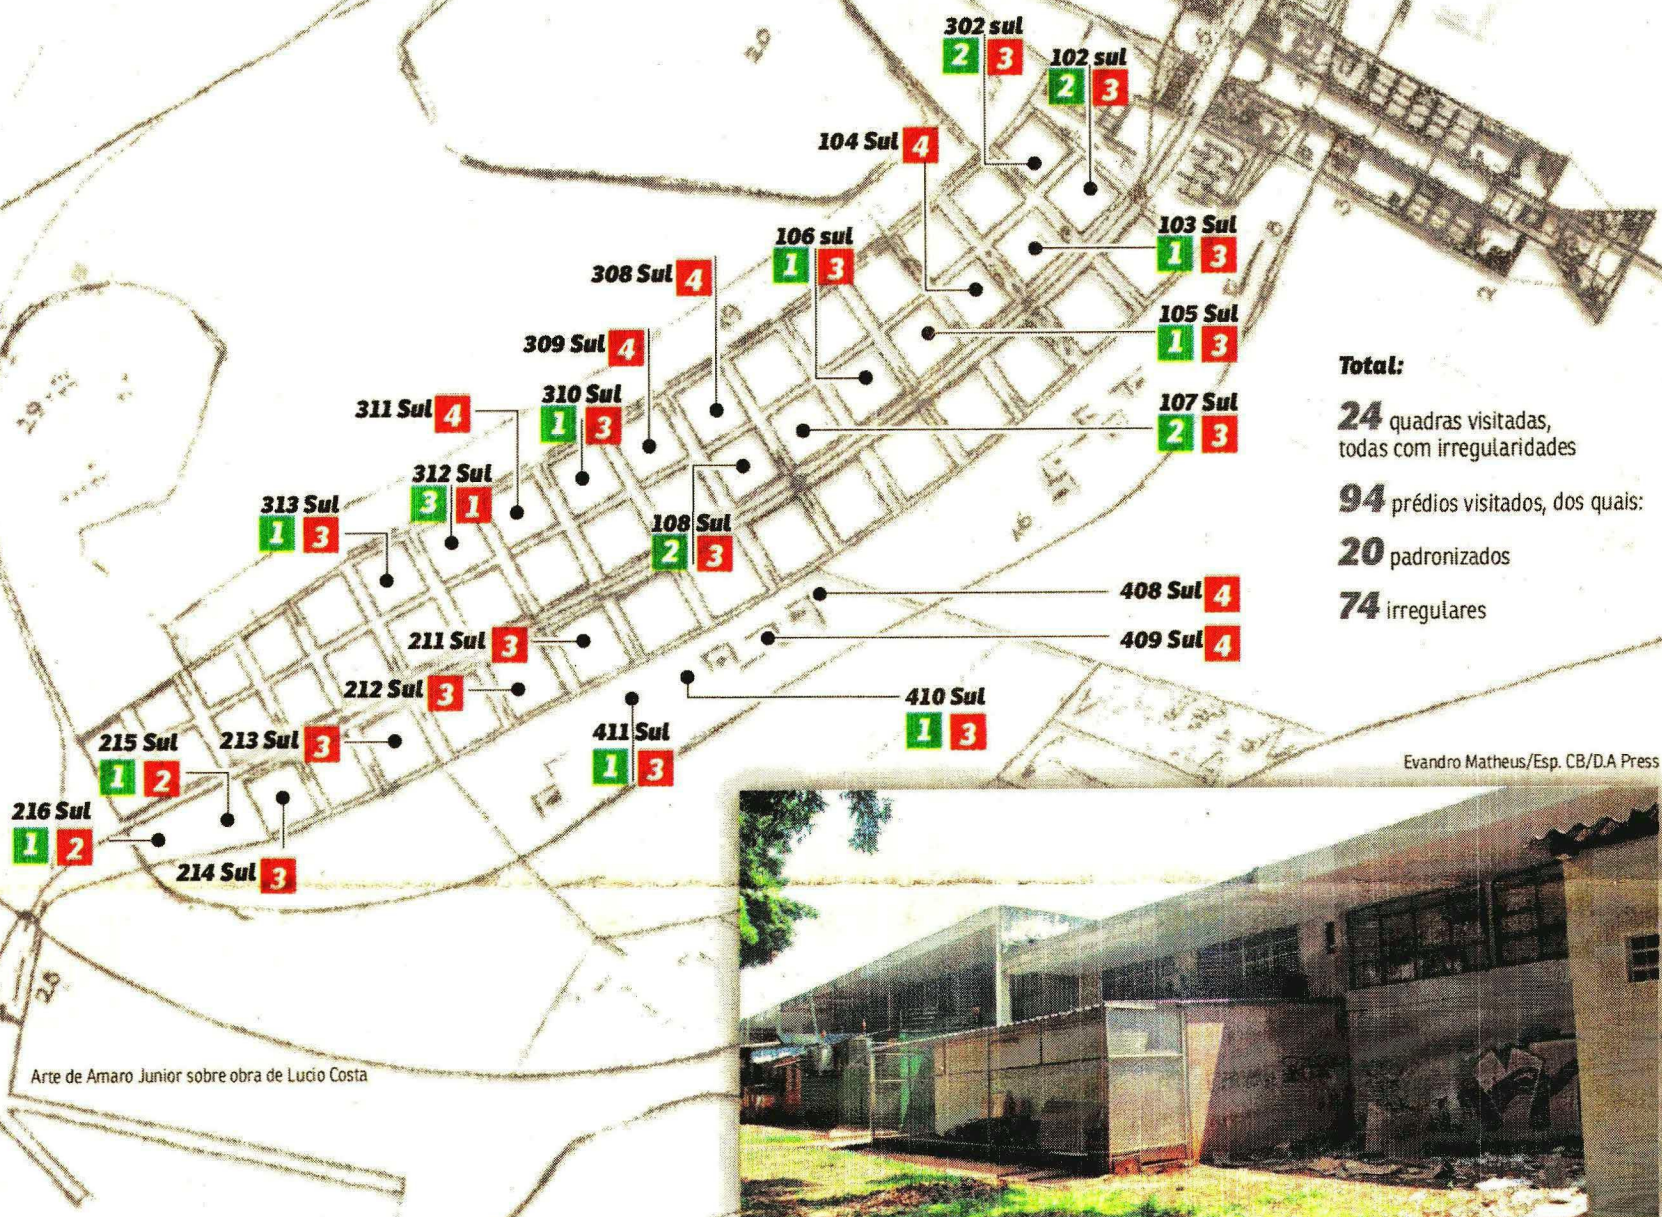 302 sul
2 3
102 sul
2 3
104 Sul 4
103 Sul
1 3
106 sul
1 3
308 Sul 4
105 Sul
1 3
309 Sul 4
310 Sul
1 3
311 Sul 4
107 Sul
2 3
312 Sul
3 1
313 Sul
1 3
108 Sul
2 3
408 Sul 4
409 Sul 4
211 Sul 3
212 Sul 3
410 Sul
1 3
411 Sul
1 3
213 Sul 3
215 Sul
1 2
216 Sul
1 2
214 Sul 3
Total:
24 quadras visitadas,
todas com irregularidades
94 prédios visitados, dos quais:
20 padronizados
74 irregulares
Evandro Matheus/Esp. CB/D.A Press
Arte de Amaro Junior sobre obra de Lucio Costa